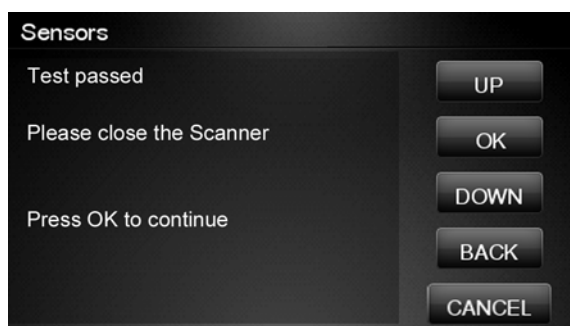 Sensors
Test passed
UP
Please close the Scanner
OK
DOWN
Press OK to continue
BACK
CANCEL